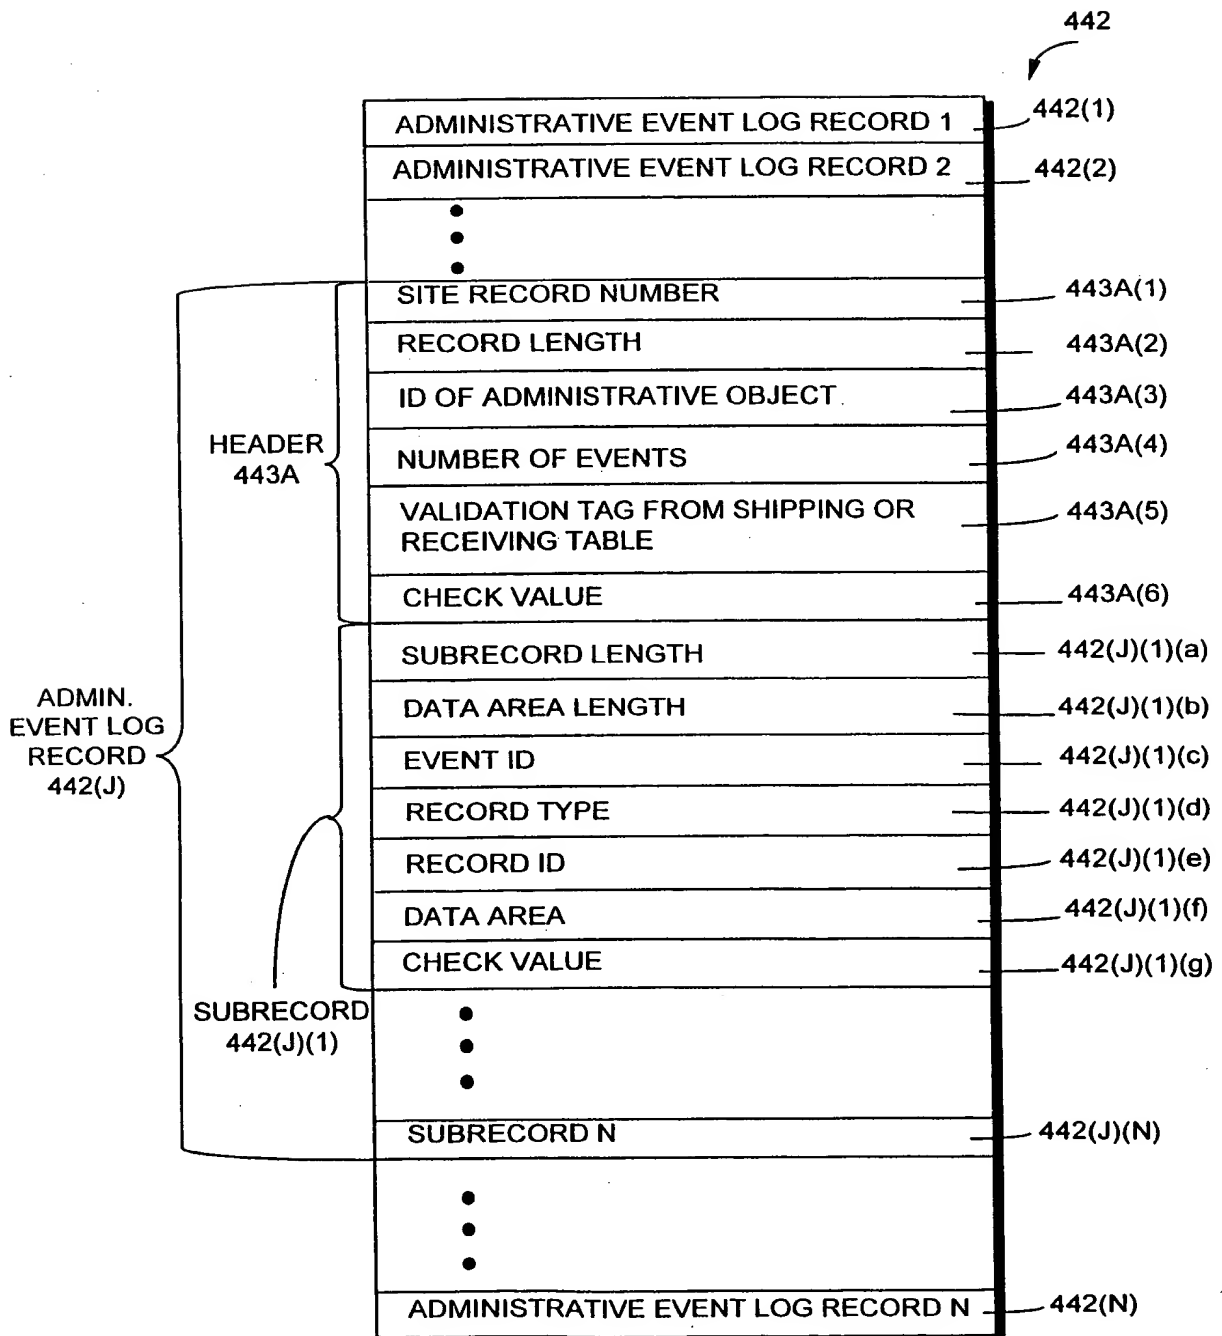 442
ADMINISTRATIVE EVENT LOG RECORD 1
442(1)
ADMINISTRATIVE EVENT LOG RECORD 2
442(2)
SITE RECORD NUMBER
443A(1)
RECORD LENGTH
443A(2)
ID OF ADMINISTRATIVE OBJECT
443A(3)
HEADER
443A
NUMBER OF EVENTS
443A(4)
VALIDATION TAG FROM SHIPPING OR
RECEIVING TABLE
443A(5)
CHECK VALUE
443A(6)
SUBRECORD LENGTH
442(J)(1)(a)
ADMIN.
EVENT LOG
RECORD
442(J)
DATA AREA LENGTH
442(J)(1)(b)
EVENT ID
442(J)(1)(c)
RECORD TYPE
442(J)(1)(d)
RECORD ID
442(J)(1)(e)
DATA AREA
442(J)(1)(f)
CHECK VALUE
442(J)(1)(g)
SUBRECORD
442(J)(1)
SUBRECORD N
442(J)(N)
ADMINISTRATIVE EVENT LOG RECORD N
442(N)